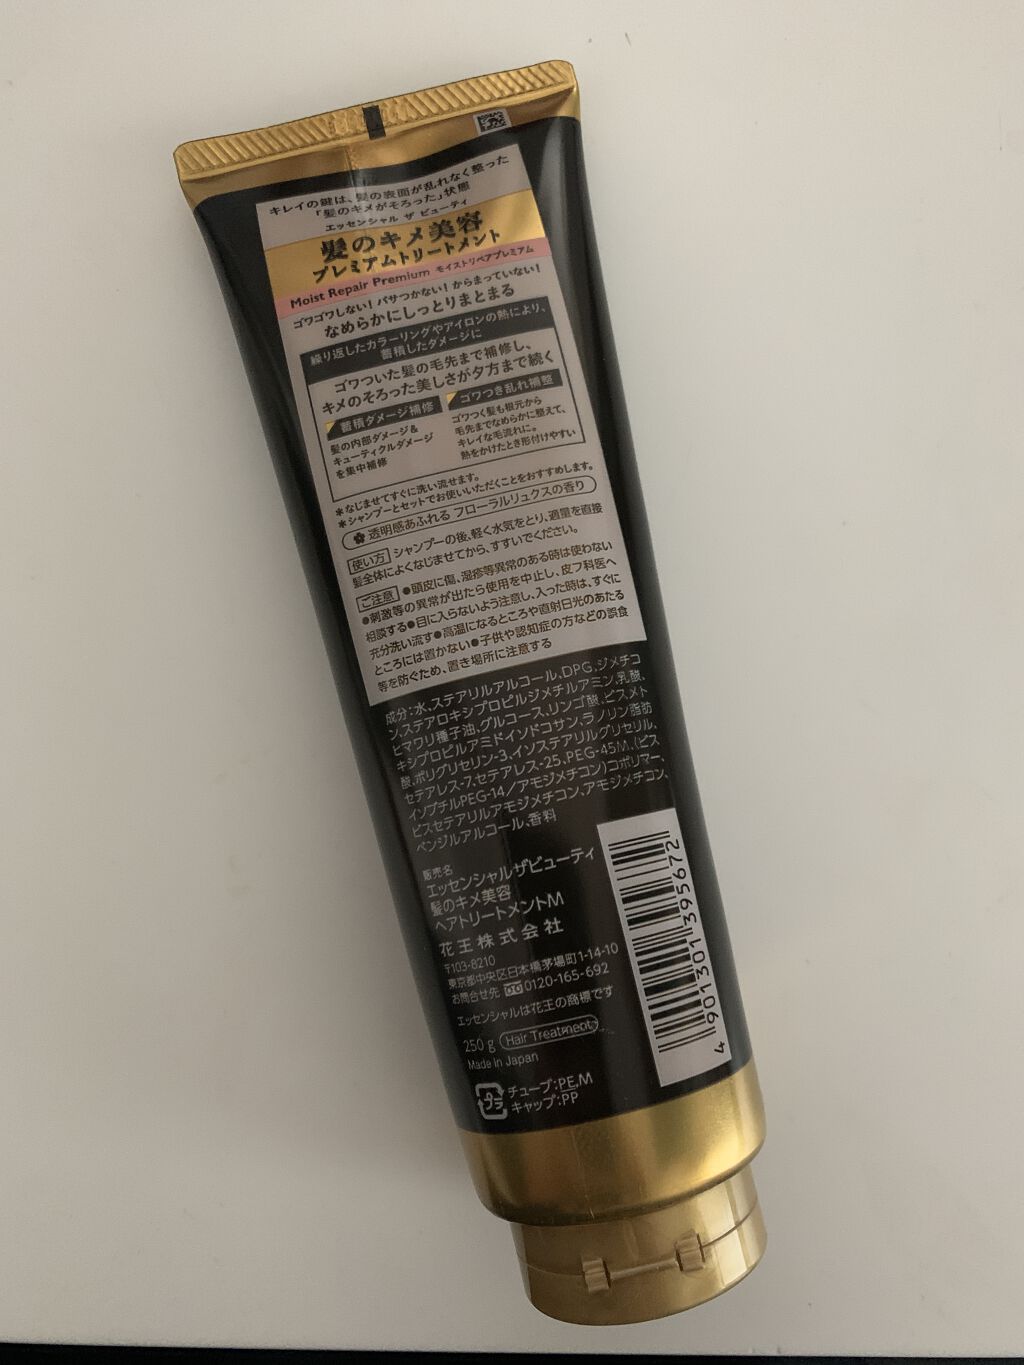 キレイの鍵は、髪の表面が乱れなく整った
「髪のキメがそろった」状態
エッセンシャル ザ ビューティ
髪のキメ美容
プレミアムトリートメント
Moist Repair Premium モイストリペアプレミアム
ゴワゴワしない！パサつかない！からまっていない！
なめらかにしっとりまとまる
繰り返したカラーリングやアイロンの熱により、
蓄積したダメージに
ゴワついた髪の毛先まで補修し、
キメのそろった美しさが夕方まで続く
蓄積ダメージ補修
髪の内部ダメージ&
キューティクルダメージ
を集中補修
ゴワつき乱れ補整
ゴワつく髪も根元から
毛先までなめらかに整えて、
キレイな毛流れに。
熱をかけたとき形付けやすい
*なじませてすぐに洗い流せます。
*シャンプーとセットでお使いいただくことをおすすめします。
透明感あふれる フローラルリュクスの香り
使い方 シャンプーの後、軽く水気をとり、適量を直接
髪全体によくなじませてから、すすいでください。
ご注意 ●頭皮に傷、湿疹等異常のある時は使わない
●刺激等の異常が出たら使用を中止し、皮フ科医へ
相談する●目に入らないよう注意し、入った時は、すぐに
充分洗い流す●高温になるところや直射日光のあたる
ところには置かない●子供や認知症の方などの誤食
等を防ぐため、置き場所に注意する
成分:水、ステアリルアルコール、DPG、ジメチコ
ン、ステアロキシプロピルジメチルアミン、乳酸、
ヒマワリ種子油、グルコース、リンゴ酸、ビスメト
キシプロピルアミドイソドコサン、ラノリン脂肪
酸、ポリグリセリン-3、イソステアリルグリセリル、
セテアレス-7、セテアレス-25、PEG-45M、(ビス
イソブチルPEG-14/アモジメチコン)コポリマー、
ビスセテアリルアモジメチコン、アモジメチコン、
ベンジルアルコール、香料
販売名
エッセンシャルザビューティ
髪のキメ美容
ヘアトリートメントM
花王株式会社
〒103-8210
東京都中央区日本橋茅場町1-14-10
お問合せ先 0120-165-692
エッセンシャルは花王の商標です
250g Hair Treatment
Made in Japan
プラ チューブ:PE,M
キャップ:PP
4 901301 395672